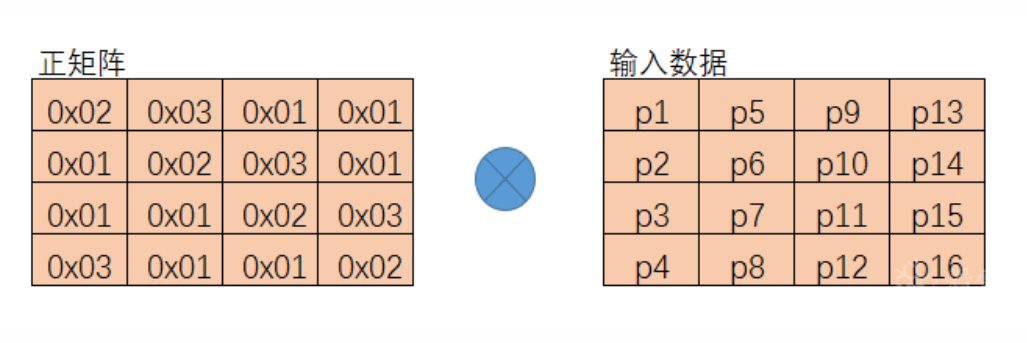 正矩阵 输入数据
0x02 0x03 0x01 0x01 p1 p5 p9 p13
0x01 0x02 0x03 0x01 p2 p6 p10 p14
0x01 0x01 0x02 0x03 p3 p7 p11 p15
0x03 0x01 0x01 0x02 p4 p8 p12 p16